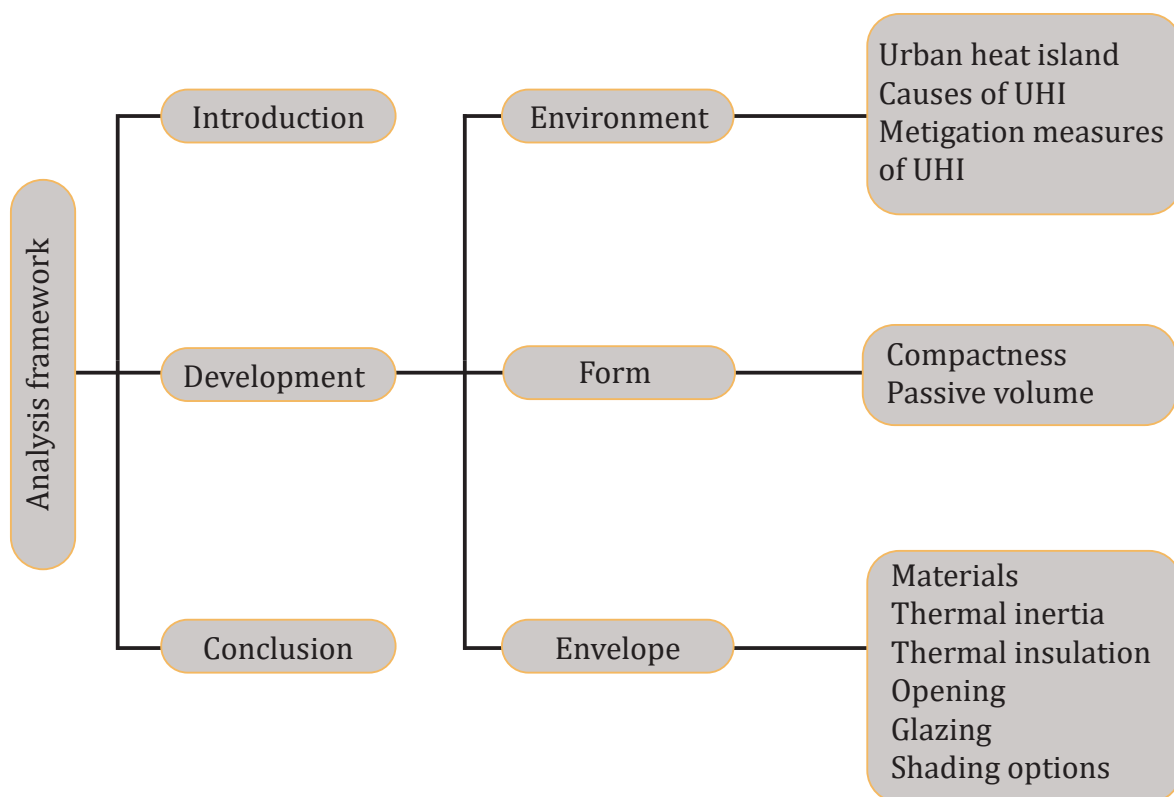 Analysis framework
Introduction
Development
Conclusion
Environment
Form
Envelope
Urban heat island
Causes of UHI
Metigation measures
of UHI
Compactness
Passive volume
Materials
Thermal inertia
Thermal insulation
Opening
Glazing
Shading options